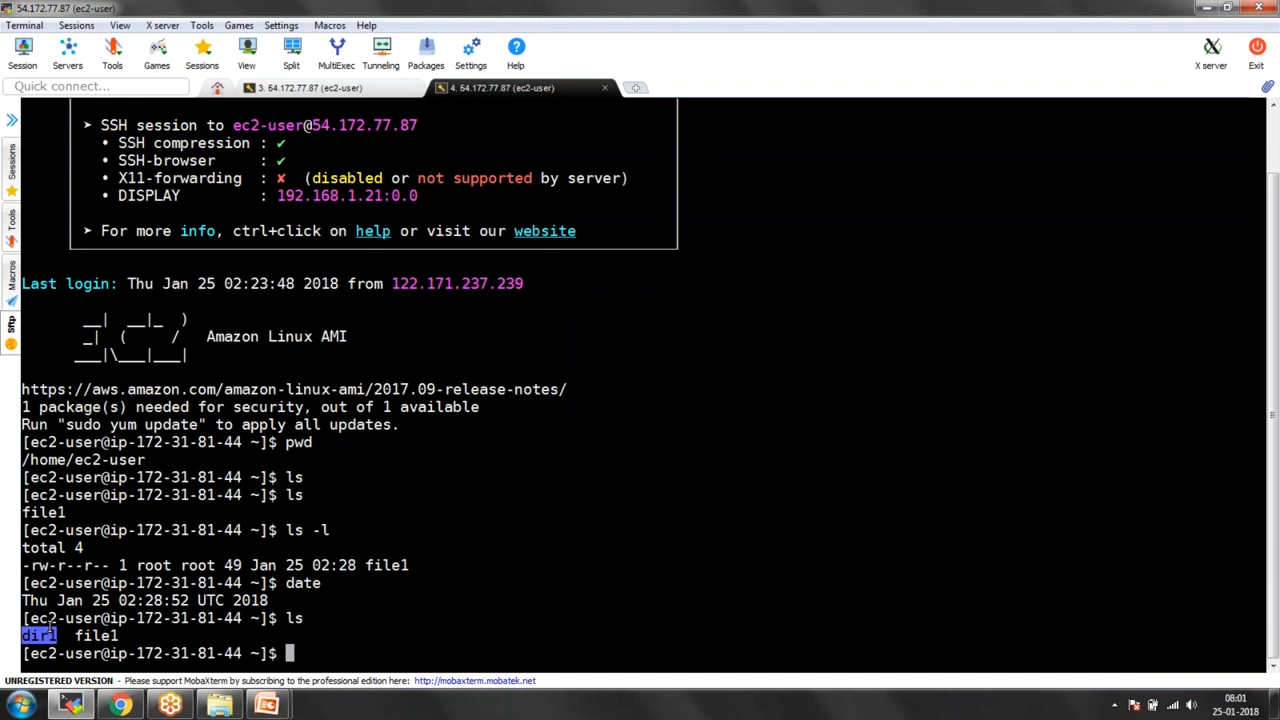 54.172.77.87 (ec2-user)
Terminal Sessions View X server Tools Games Settings Macros Help
Session Servers Tools Games Sessions View Split MultiExec Tunneling Packages Settings Help X server Exit
Quick connect... 3. 54.172.77.87 (ec2-user) 4. 54.172.77.87 (ec2-user)
Sessions
Tools
Macros
Sftp
➤ SSH session to ec2-user@54.172.77.87
• SSH compression : ✔
• SSH-browser : ✔
• X11-forwarding : ✘ (disabled or not supported by server)
• DISPLAY : 192.168.1.21:0.0
➤ For more info, ctrl+click on help or visit our website
Last login: Thu Jan 25 02:23:48 2018 from 122.171.237.239
__| __|_ )
_| ( / Amazon Linux AMI
___|\___|___|
https://aws.amazon.com/amazon-linux-ami/2017.09-release-notes/
1 package(s) needed for security, out of 1 available
Run "sudo yum update" to apply all updates.
[ec2-user@ip-172-31-81-44 ~]$ pwd
/home/ec2-user
[ec2-user@ip-172-31-81-44 ~]$ ls
[ec2-user@ip-172-31-81-44 ~]$ ls
file1
[ec2-user@ip-172-31-81-44 ~]$ ls -l
total 4
-rw-r--r-- 1 root root 49 Jan 25 02:28 file1
[ec2-user@ip-172-31-81-44 ~]$ date
Thu Jan 25 02:28:52 UTC 2018
[ec2-user@ip-172-31-81-44 ~]$ ls
dir1 file1
[ec2-user@ip-172-31-81-44 ~]$
UNREGISTERED VERSION - Please support MobaXterm by subscribing to the professional edition here: http://mobaxterm.mobatek.net
08:01
25-01-2018